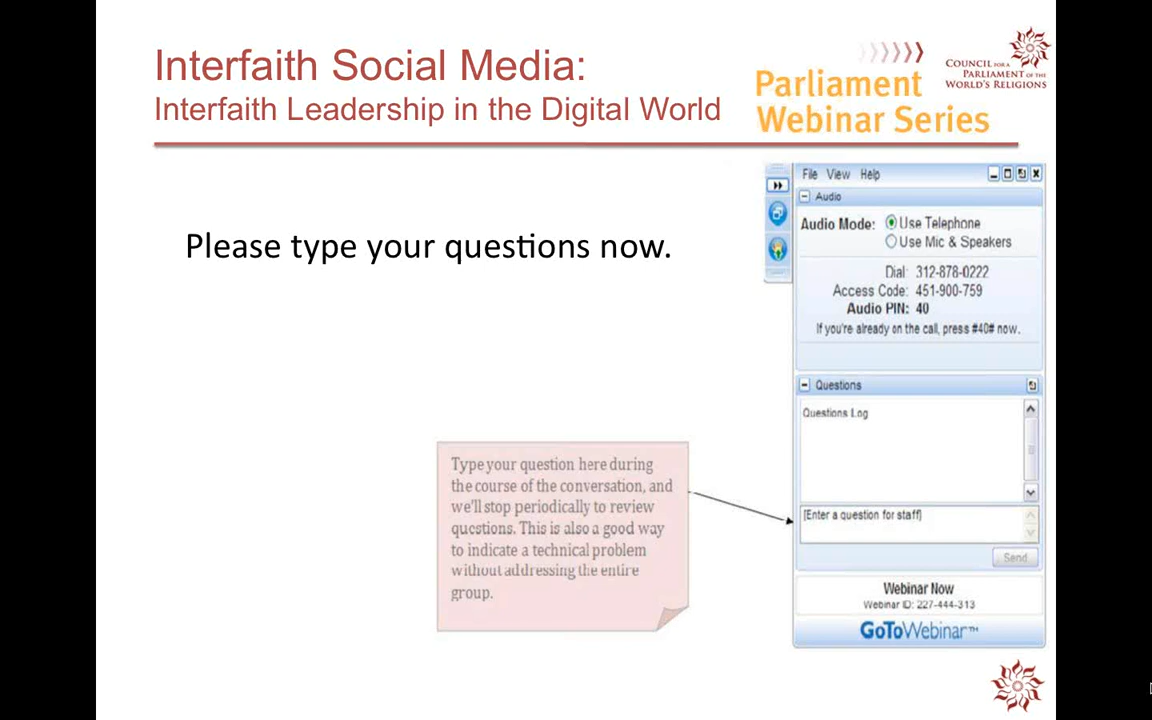 Interfaith Social Media:
Interfaith Leadership in the Digital World
Parliament
Webinar Series
COUNCIL FOR A
PARLIAMENT OF THE
WORLD'S RELIGIONS
Please type your questions now.
File View Help
Audio
Audio Mode: Use Telephone
Use Mic & Speakers
Dial: 312-878-0222
Access Code: 451-900-759
Audio PIN: 40
If you're already on the call, press #40# now.
Questions
Questions Log
[Enter a question for staff]
Send
Webinar Now
Webinar ID: 227-444-313
GoToWebinar™
Type your question here during
the course of the conversation, and
we'll stop periodically to review
questions. This is also a good way
to indicate a technical problem
without addressing the entire
group.